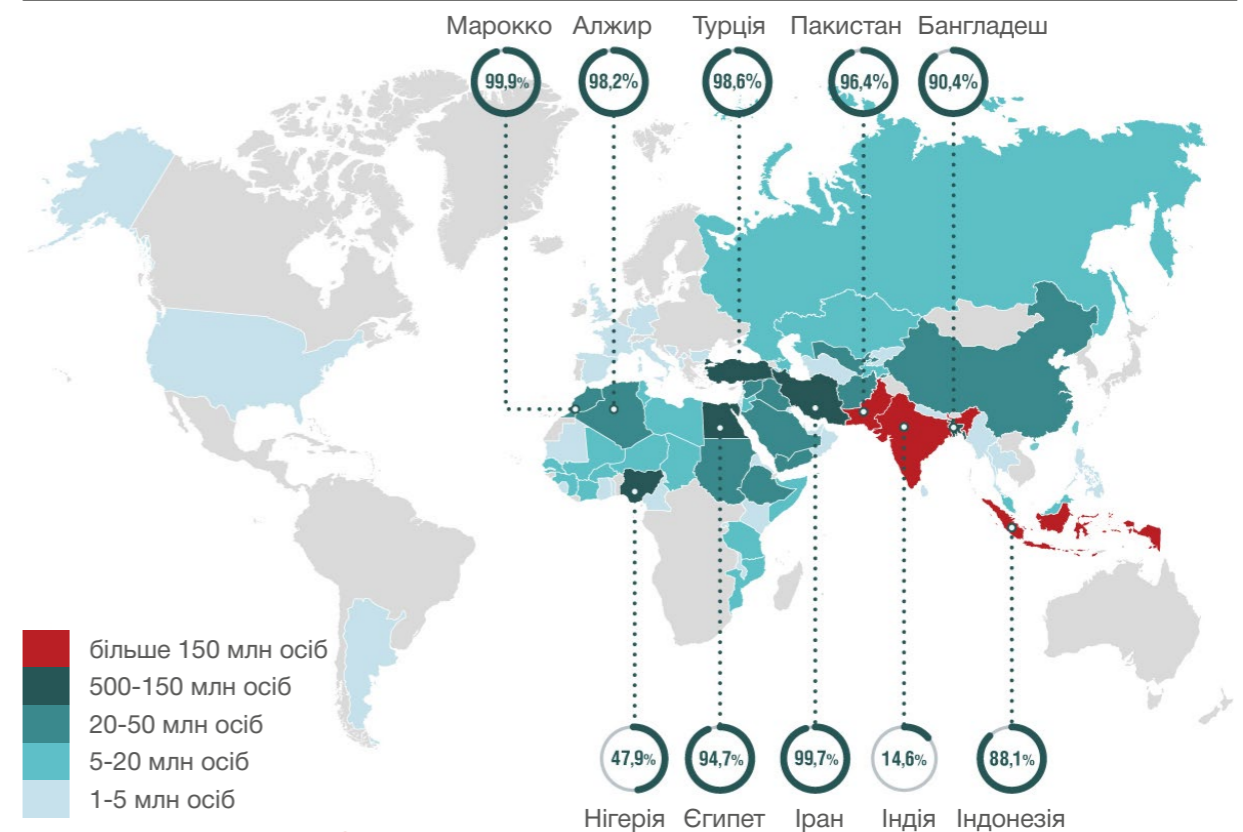 Марокко Алжир Турція Пакистан Бангладеш
99,9% 98,2% 98,6% 96,4% 90,4%
більше 150 млн осіб
500-150 млн осіб
20-50 млн осіб
5-20 млн осіб
1-5 млн осіб
47,9% 94,7% 99,7% 14,6% 88,1%
Нігерія Єгипет Іран Індія Індонезія